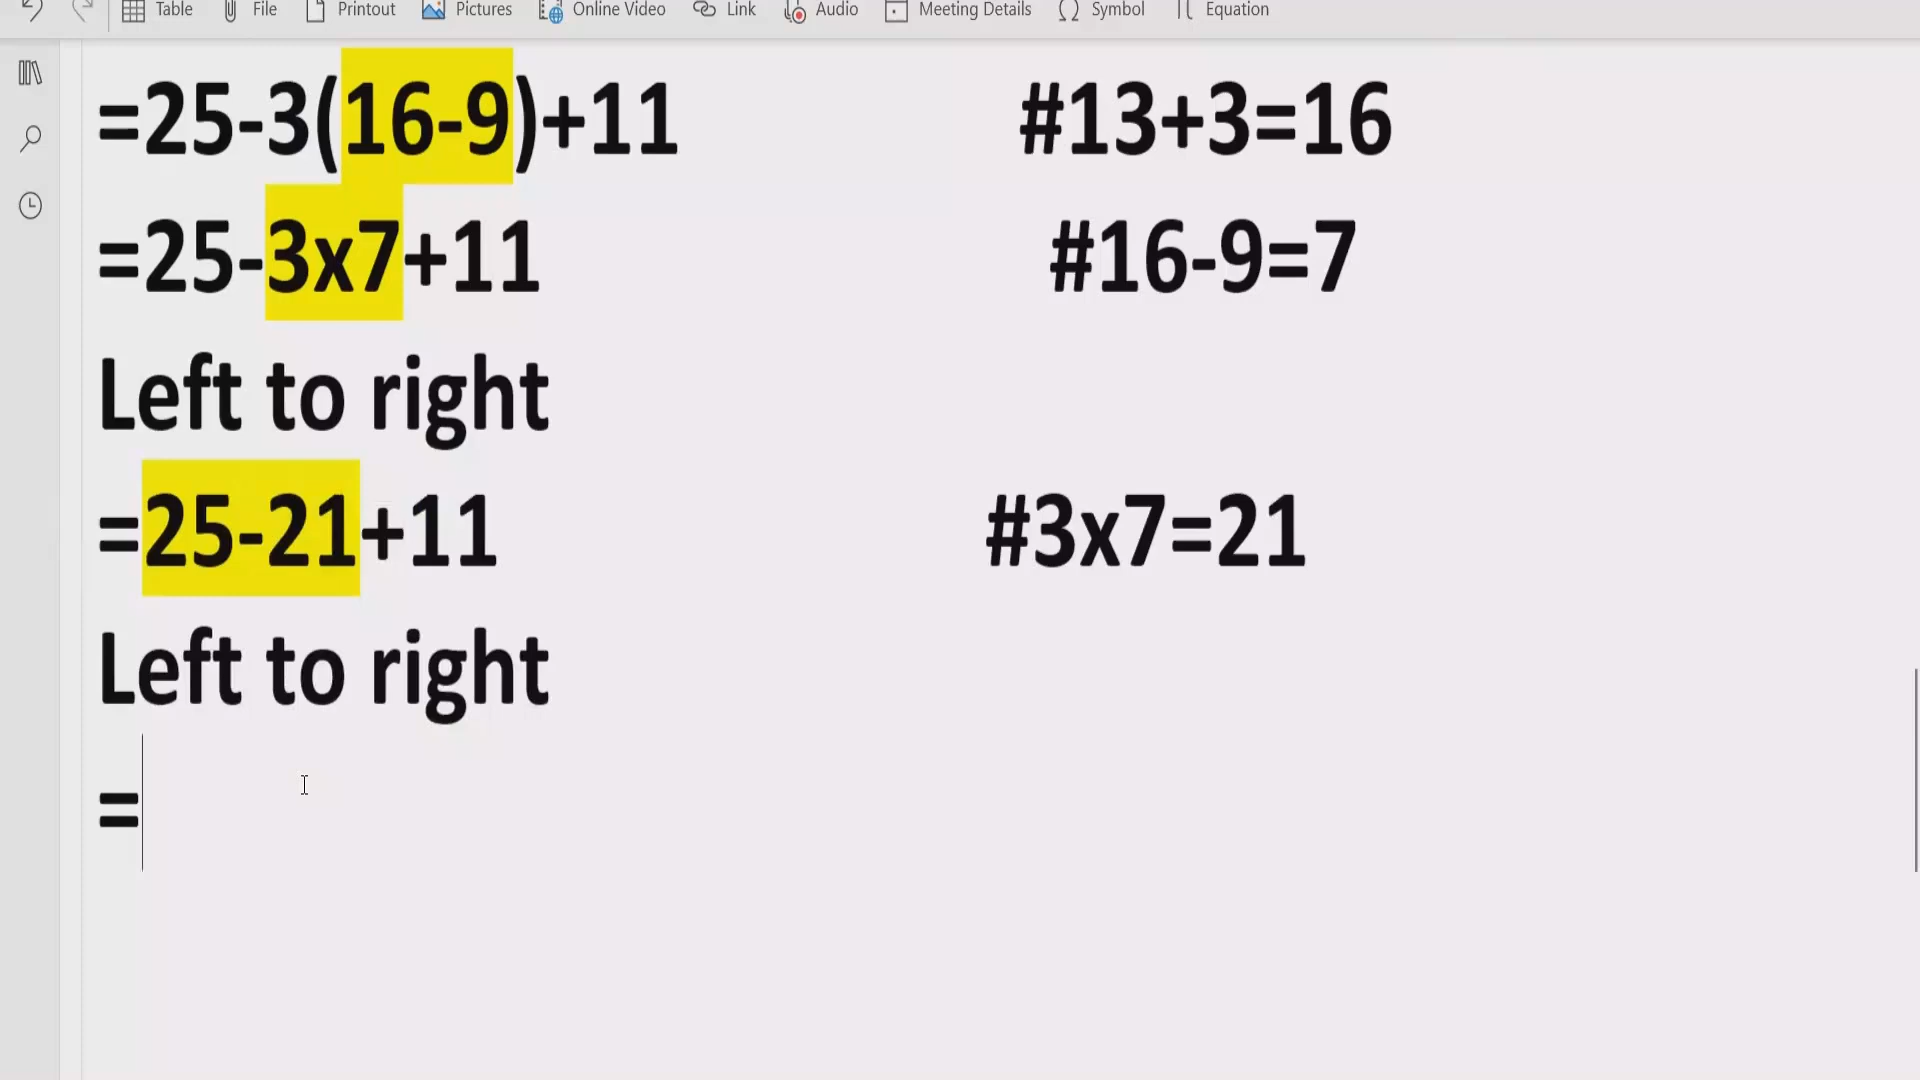 Table File Printout Pictures Online Video Link Audio Meeting Details Symbol Equation
=25-3(16-9)+11 #13+3=16
=25-3x7+11 #16-9=7
Left to right
=25-21+11 #3x7=21
Left to right
=